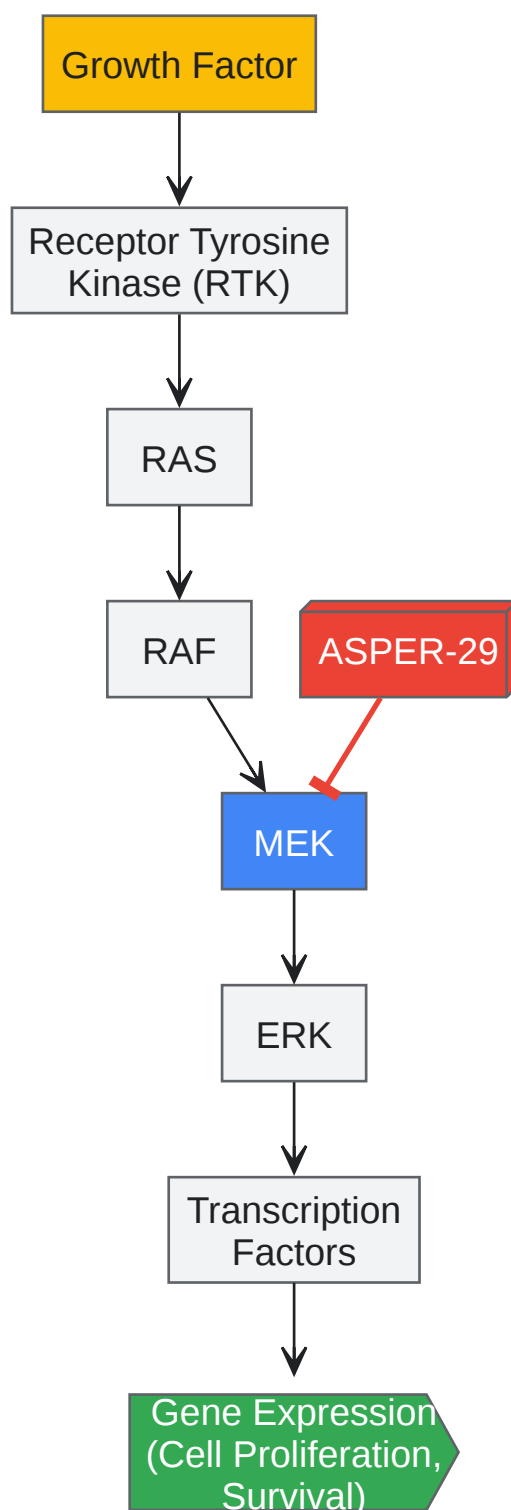 Growth Factor
Receptor Tyrosine
Kinase (RTK)
RAS
RAF
ASPER-29
MEK
ERK
Transcription
Factors
Gene Expression
(Cell Proliferation,
Survival)